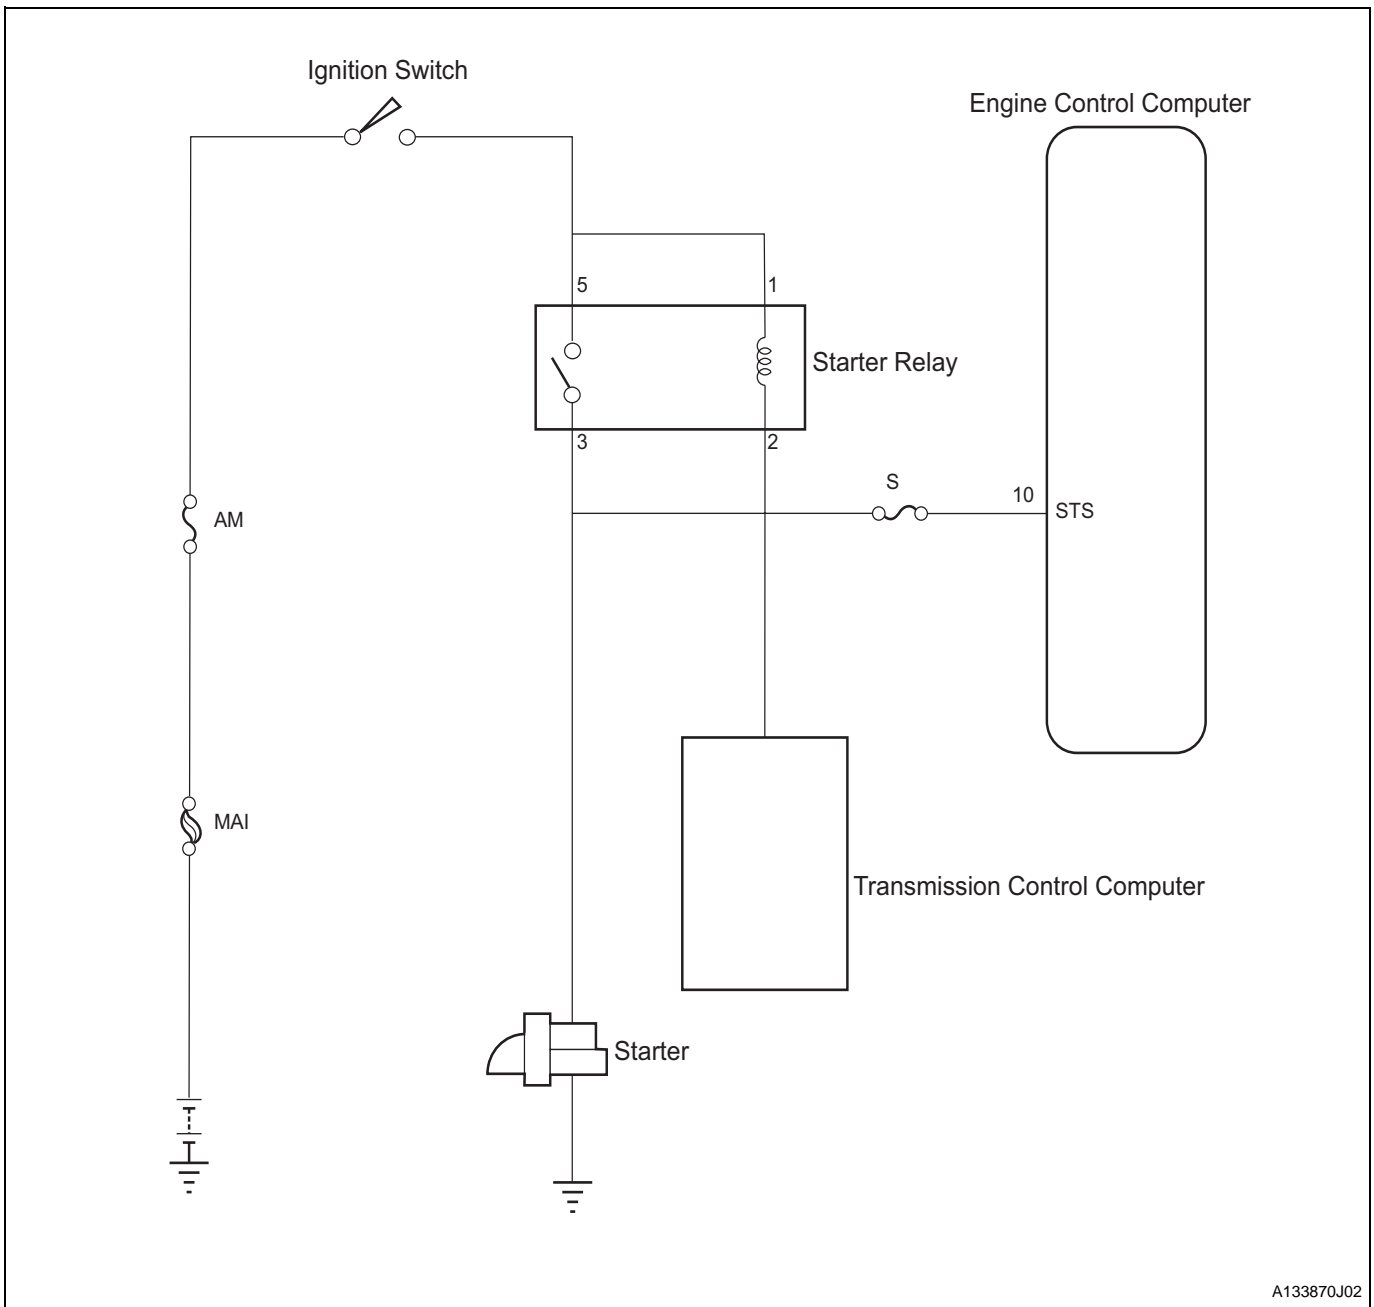 Ignition Switch
Engine Control Computer
5
1
Starter Relay
3
2
S
10
STS
AM
MAI
Transmission Control Computer
Starter
A133870J02